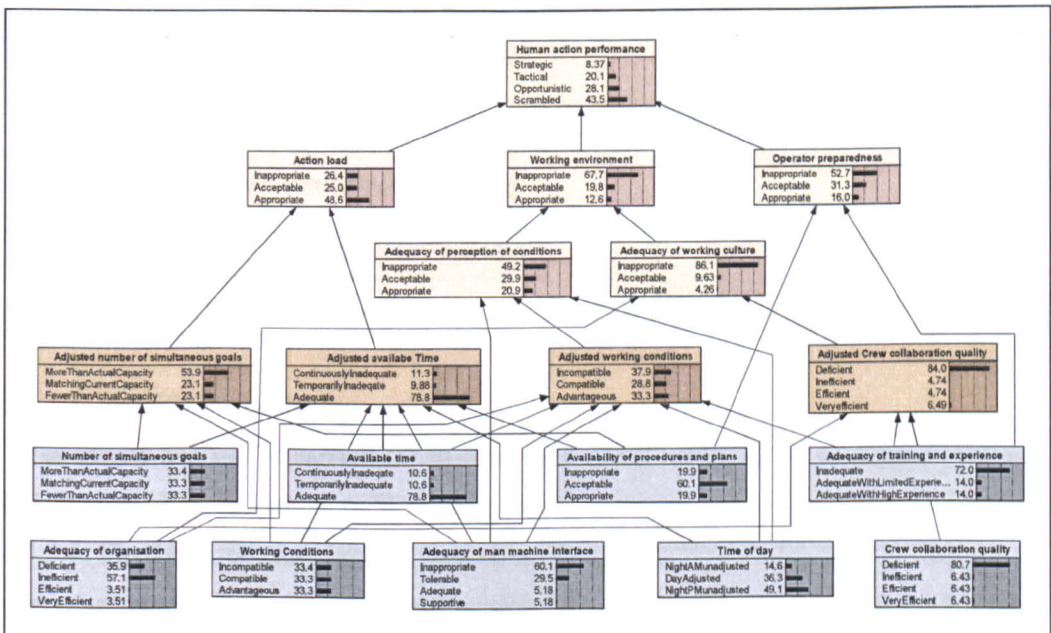 Human action performance
Strategic 8.37
Tactical 20.1
Opportunistic 28.1
Scrambled 43.5
Action load
Inappropriate 26.4
Acceptable 25.0
Appropriate 48.6
Working environment
Inappropriate 67.7
Acceptable 19.8
Appropriate 12.6
Operator preparedness
Inappropriate 52.7
Acceptable 31.3
Appropriate 16.0
Adequacy of perception of conditions
Inappropriate 49.2
Acceptable 29.9
Appropriate 20.9
Adequacy of working culture
Inappropriate 86.1
Acceptable 9.63
Appropriate 4.26
Adjusted number of simultaneous goals
MoreThanActualCapacity 53.9
MatchingCurrentCapacity 23.1
FewerThanActualCapacity 23.1
Adjusted availabe Time
ContinuouslyInadequate 11.3
TemporarilyInadeqate 9.88
Adequate 78.8
Adjusted working conditions
Incompatible 37.9
Compatible 28.8
Advantageous 33.3
Adjusted Crew collaboration quality
Deficient 84.0
Inefficient 4.74
Efficient 4.74
Veryefficient 6.49
Number of simultaneous goals
MoreThanActualCapacity 33.4
MatchingCurrentCapacity 33.3
FewerThanActualCapacity 33.3
Available time
ContinuouslyInadeqate 10.6
TemporarilyInadeqate 10.6
Adequate 78.8
Availability of procedures and plans
Inappropriate 19.9
Acceptable 60.1
Appropriate 19.9
Adequacy of training and experience
Inadequate 72.0
AdequateWithLimitedExperie... 14.0
AdequateWithHighExperience 14.0
Adequacy of organisation
Deficient 35.9
Inefficient 57.1
Efficient 3.51
VeryEfficient 3.51
Working Conditions
Incompatible 33.4
Compatible 33.3
Advantageous 33.3
Adequacy of man machine interface
Inappropriate 60.1
Tolerable 29.5
Adequate 5.18
Supportive 5.18
Time of day
NightAMunadjusted 14.6
DayAdjusted 36.3
NightPMunadjusted 49.1
Crew collaboration quality
Deficient 80.7
Inefficient 6.43
Efficient 6.43
VeryEfficient 6.43